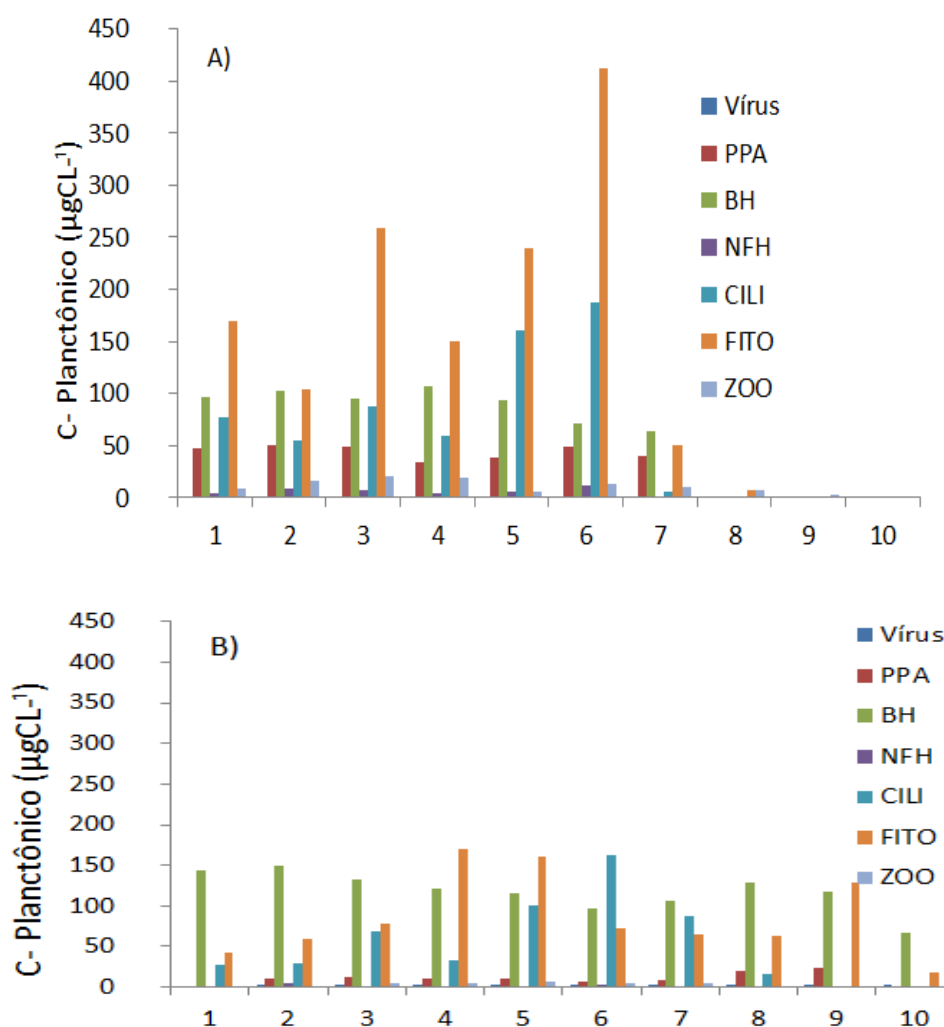 A)
C- Planctônico (µgCL-¹)
450
400
350
300
250
200
150
100
50
0
1 2 3 4 5 6 7 8 9 10
Vírus
PPA
BH
NFH
CILI
FITO
ZOO
B)
C- Planctônico (µgCL-¹)
450
400
350
300
250
200
150
100
50
0
1 2 3 4 5 6 7 8 9 10
Vírus
PPA
BH
NFH
CILI
FITO
ZOO